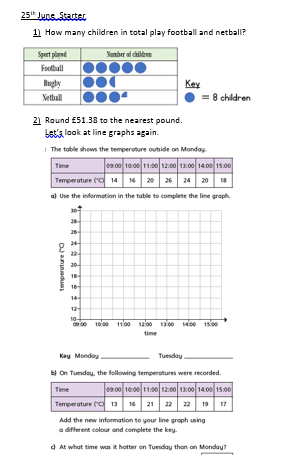 25th June Starter
1) How many children in total play football and netball?
Sport played Number of children
Football
Rugby
Netball
Key
= 8 children
2) Round £51.38 to the nearest pound.
Let's look at line graphs again.
The table shows the temperature outside on Monday.
Time 09:00 10:00 11:00 12:00 13:00 14:00 15:00
Temperature (°C) 14 16 20 26 24 20 18
a) Use the information in the table to complete the line graph.
30
28
26
24
22
20
18
16
14
12
10
temperature (°C)
09:00 10:00 11:00 12:00 13:00 14:00 15:00
time
Key Monday Tuesday
b) On Tuesday, the following temperatures were recorded.
Time 09:00 10:00 11:00 12:00 13:00 14:00 15:00
Temperature (°C) 13 16 21 22 22 19 17
Add the new information to your line graph using
a different colour and complete the key.
c) At what time was it hotter on Tuesday than on Monday?